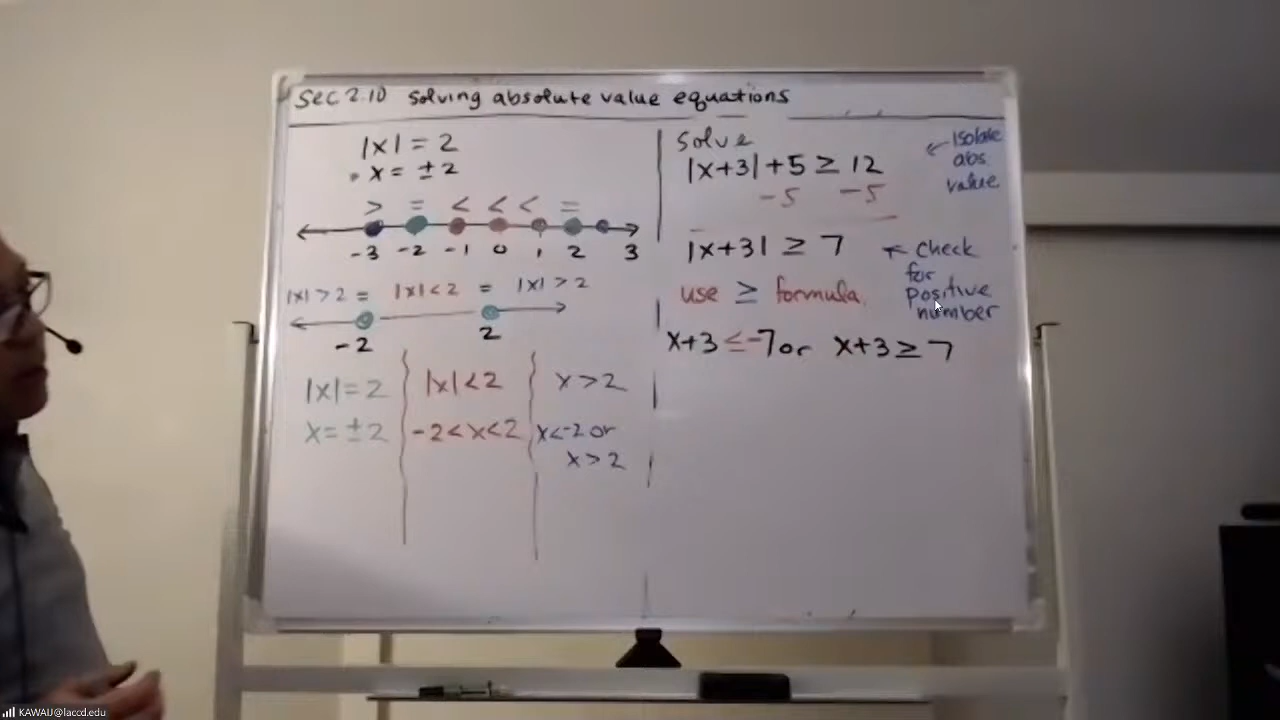 Sec 2.10 Solving absolute value equations
|x| = 2
x = ±2
> = < < < =
-3 -2 -1 0 1 2 3
|x|>2 = |x|<2 = |x|>2
-2 2
|x|=2 |x|<2 x>2
x=±2 -2<x<2 x<-2 or
x>2
Solve
|x+3|+5 ≥ 12
-5 -5
← Isolate
abs.
value
|x+3| ≥ 7
← Check
for
positive
number
use ≥ formula.
x+3 ≤ -7 or x+3 ≥ 7
KAWAIJ@laccd.edu